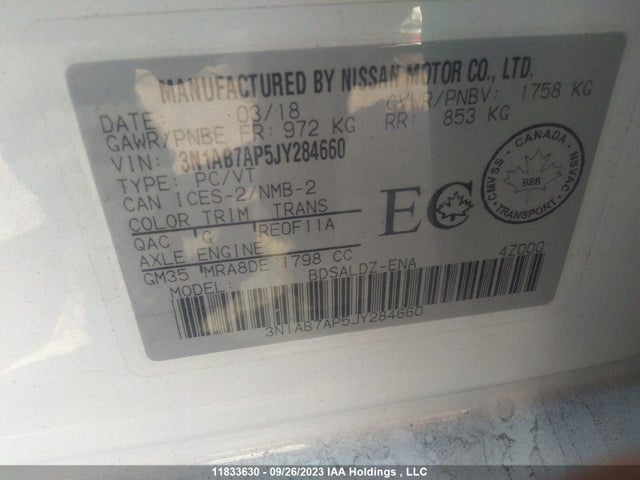 MANUFACTURED BY NISSAN MOTOR CO., LTD.
DATE 03/18 GVWR/PNBV: 1758 KG
GAWR/PNBE FR: 972 KG RR: 853 KG
VIN: 3N1AB7AP5JY284660
TYPE: PC/VT
CAN ICES-2/NMB-2
COLOR TRIM TRANS
QAC G RE0F11A
AXLE ENGINE
GM35 MRA8DE 1798 CC
MODEL: BDSALDZ-ENA 4Z000
3N1AB7AP5JY284660
EC
CMVSS - CANADA - NSVAC
986
TRANSPORT
11833630 - 09/26/2023 IAA Holdings , LLC